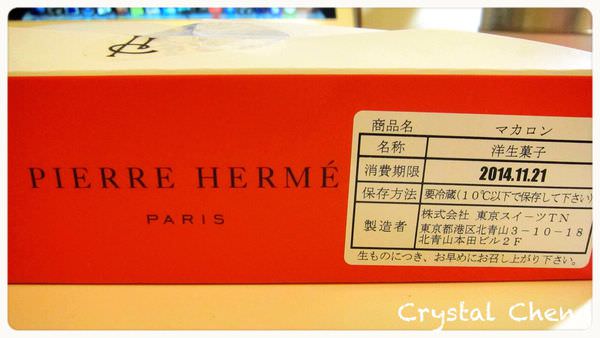 HC
PIERRE HERMÉ
PARIS
商品名 マカロン
名称 洋生菓子
消費期限 2014.11.21
保存方法 要冷蔵(10℃以下で保存して下さい)
製造者 株式会社 東京スイーツTN
東京都港区北青山3-10-18
北青山本田ビル2F
生ものにつき、お早めにお召し上がり下さい。
Crystal Chen